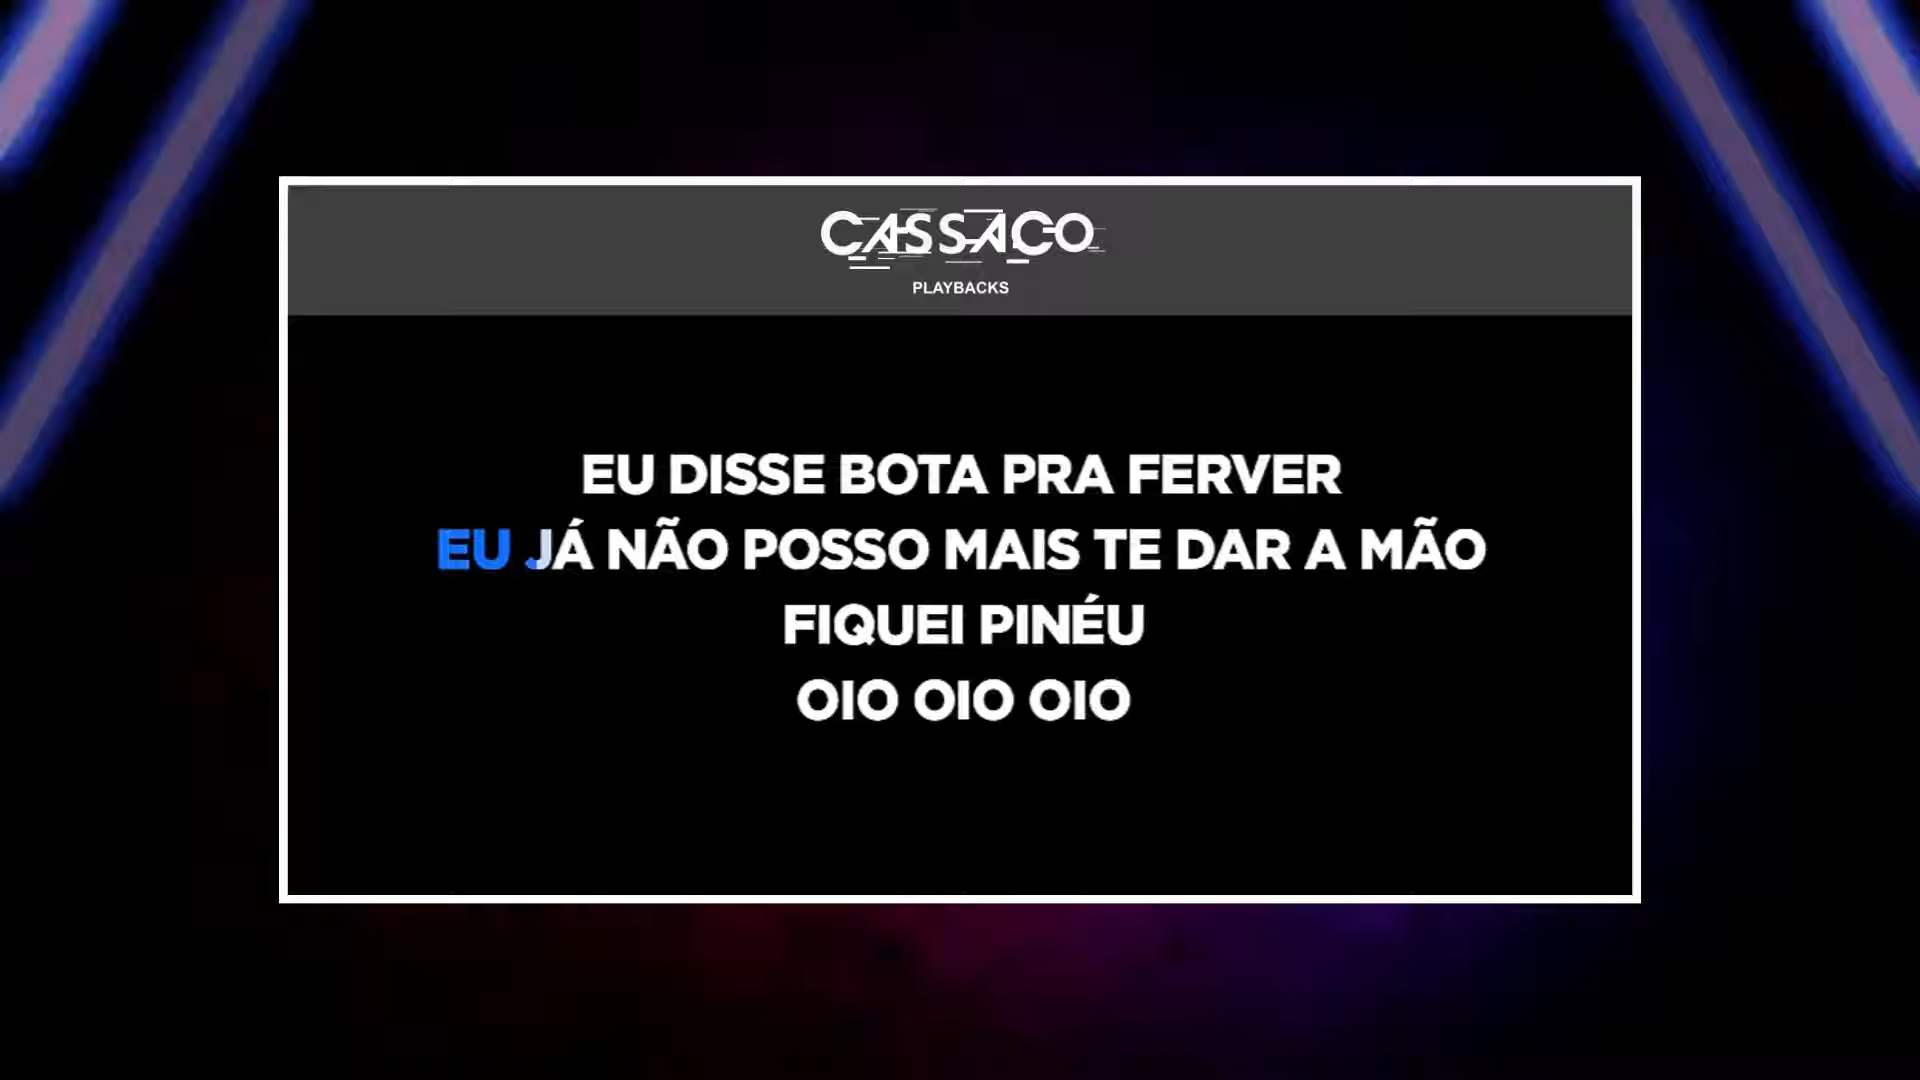 CASSACO
PLAYBACKS
EU DISSE BOTA PRA FERVER
EU JÁ NÃO POSSO MAIS TE DAR A MÃO
FIQUEI PINÉU
OIO OIO OIO